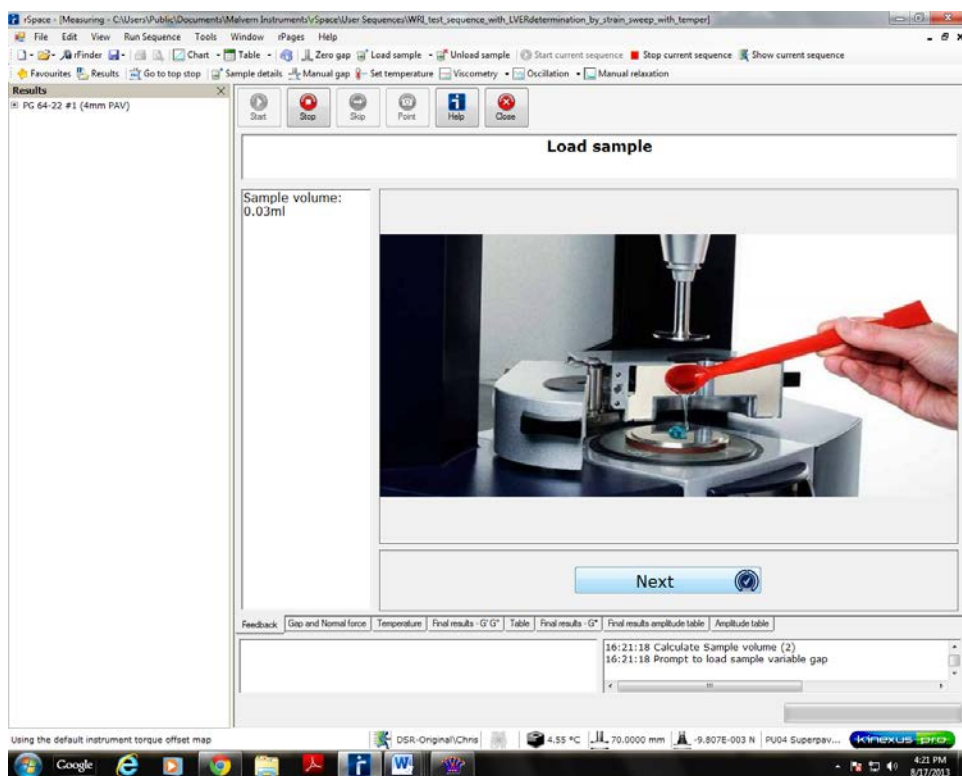 rSpace - [Measuring - C:\Users\Public\Documents\Malvern Instruments\rSpace\User Sequences\WRI_test_sequence_with_LVERdetermination_by_strain_sweep_with_temper]
File Edit View Run Sequence Tools Window rPages Help
rFinder Chart Table Zero gap Load sample Unload sample Start current sequence Stop current sequence Show current sequence
Favourites Results Go to top stop Sample details Manual gap Set temperature Viscometry Oscillation Manual relaxation
Results
PG 64-22 #1 (4mm PAV)
Start Stop Skip Point Help Close
Load sample
Sample volume:
0.03ml
Next
Feedback Gap and Normal force Temperature Final results - G' G" Table Final results - G* Final results amplitude table Amplitude table
16:21:18 Calculate Sample volume (2)
16:21:18 Prompt to load sample variable gap
Using the default instrument torque offset map DSR-Original\Chris 4.55 °C 70.0000 mm -9.807E-003 N PU04 Superpav... kinexus pro
Google
4:21 PM
8/17/2013